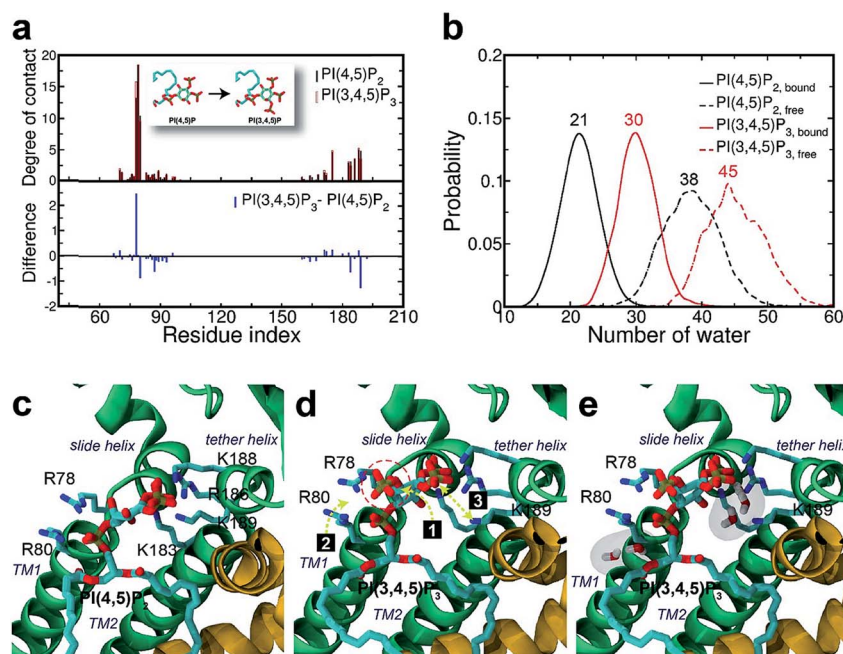 a
20
15
10
5
0
Degree of contact
PI(4,5)P
PI(3,4,5)P
PI(4,5)P2
PI(3,4,5)P3
2
1
0
-1
-2
Difference
PI(3,4,5)P3- PI(4,5)P2
60 90 120 150 180 210
Residue index
b
0.2
0.15
0.1
0.05
0
Probability
21
30
38
45
PI(4,5)P2, bound
PI(4,5)P2, free
PI(3,4,5)P3, bound
PI(3,4,5)P3, free
10 20 30 40 50 60
Number of water
c
slide helix
tether helix
R78
K188
R186
K189
R80
K183
TM1
PI(4,5)P2
TM2
d
slide helix
tether helix
R78
R80
3
1
2
K189
TM1
PI(3,4,5)P3
TM2
e
slide helix
tether helix
R78
R80
K189
TM1
PI(3,4,5)P3
TM2